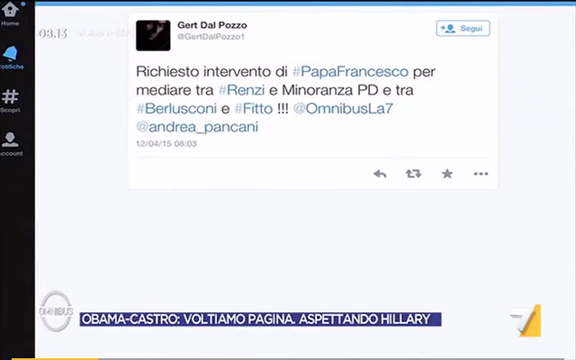 Home
08.13
Gert Dal Pozzo
@GertDalPozzo1
Segui
Notifiche
Richiesto intervento di #PapaFrancesco per
mediare tra #Renzi e Minoranza PD e tra
#Berlusconi e #Fitto !!! @OmnibusLa7
@andrea_pancani
12/04/15 08:03
#
Scopri
Account
OMNIBUS
OBAMA-CASTRO: VOLTIAMO PAGINA. ASPETTANDO HILLARY
7